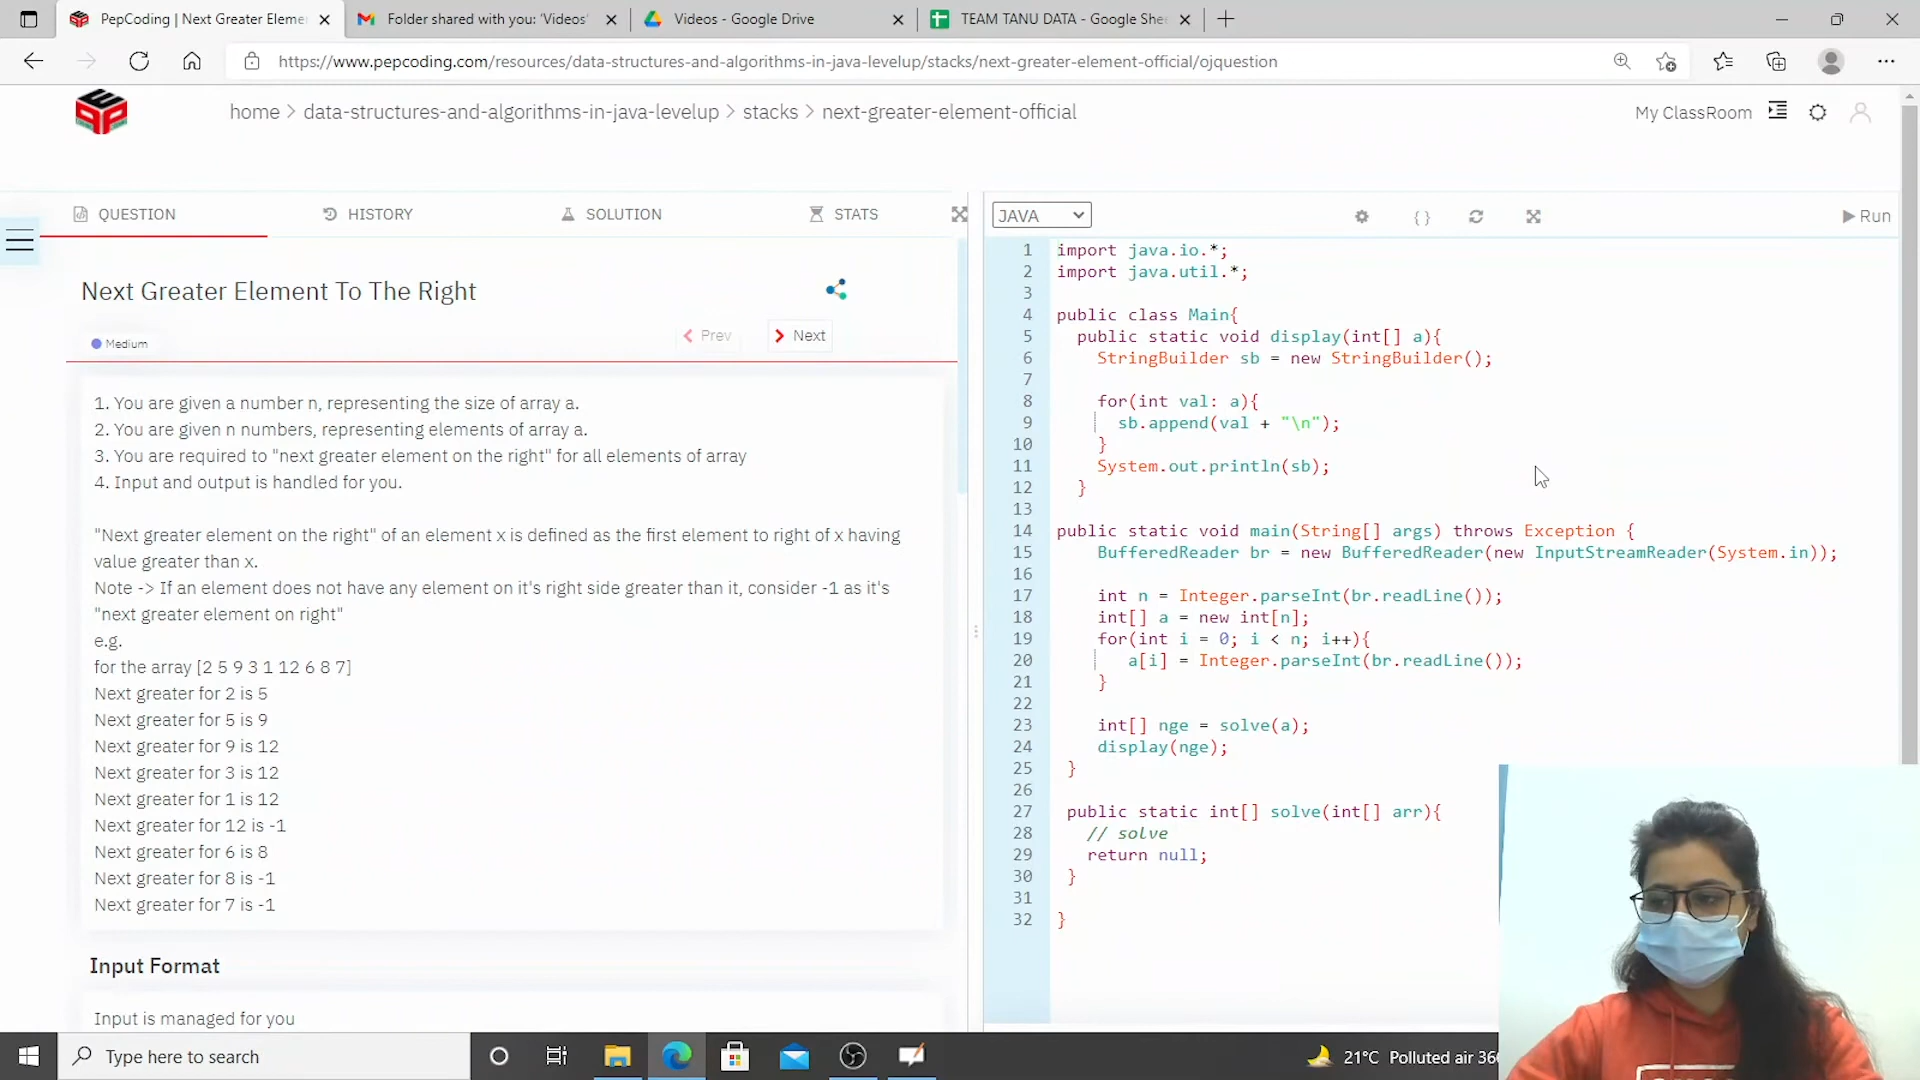 PepCoding | Next Greater Eleme
Folder shared with you: 'Videos'
Videos - Google Drive
TEAM TANU DATA - Google She
https://www.pepcoding.com/resources/data-structures-and-algorithms-in-java-levelup/stacks/next-greater-element-official/ojquestion
home > data-structures-and-algorithms-in-java-levelup > stacks > next-greater-element-official
My ClassRoom
QUESTION
HISTORY
SOLUTION
STATS
Next Greater Element To The Right
Prev
Next
Medium
1. You are given a number n, representing the size of array a.
2. You are given n numbers, representing elements of array a.
3. You are required to "next greater element on the right" for all elements of array
4. Input and output is handled for you.
"Next greater element on the right" of an element x is defined as the first element to right of x having
value greater than x.
Note -> If an element does not have any element on it's right side greater than it, consider -1 as it's
"next greater element on right"
e.g.
for the array [2 5 9 3 1 12 6 8 7]
Next greater for 2 is 5
Next greater for 5 is 9
Next greater for 9 is 12
Next greater for 3 is 12
Next greater for 1 is 12
Next greater for 12 is -1
Next greater for 6 is 8
Next greater for 8 is -1
Next greater for 7 is -1
Input Format
Input is managed for you
JAVA
{ }
Run
1 import java.io.*;
2 import java.util.*;
3
4 public class Main{
5 public static void display(int[] a){
6 StringBuilder sb = new StringBuilder();
7
8 for(int val: a){
9 sb.append(val + "\n");
10 }
11 System.out.println(sb);
12 }
13
14 public static void main(String[] args) throws Exception {
15 BufferedReader br = new BufferedReader(new InputStreamReader(System.in));
16
17 int n = Integer.parseInt(br.readLine());
18 int[] a = new int[n];
19 for(int i = 0; i < n; i++){
20 a[i] = Integer.parseInt(br.readLine());
21 }
22
23 int[] nge = solve(a);
24 display(nge);
25 }
26
27 public static int[] solve(int[] arr){
28 // solve
29 return null;
30 }
31
32 }
Type here to search
21°C Polluted air 36